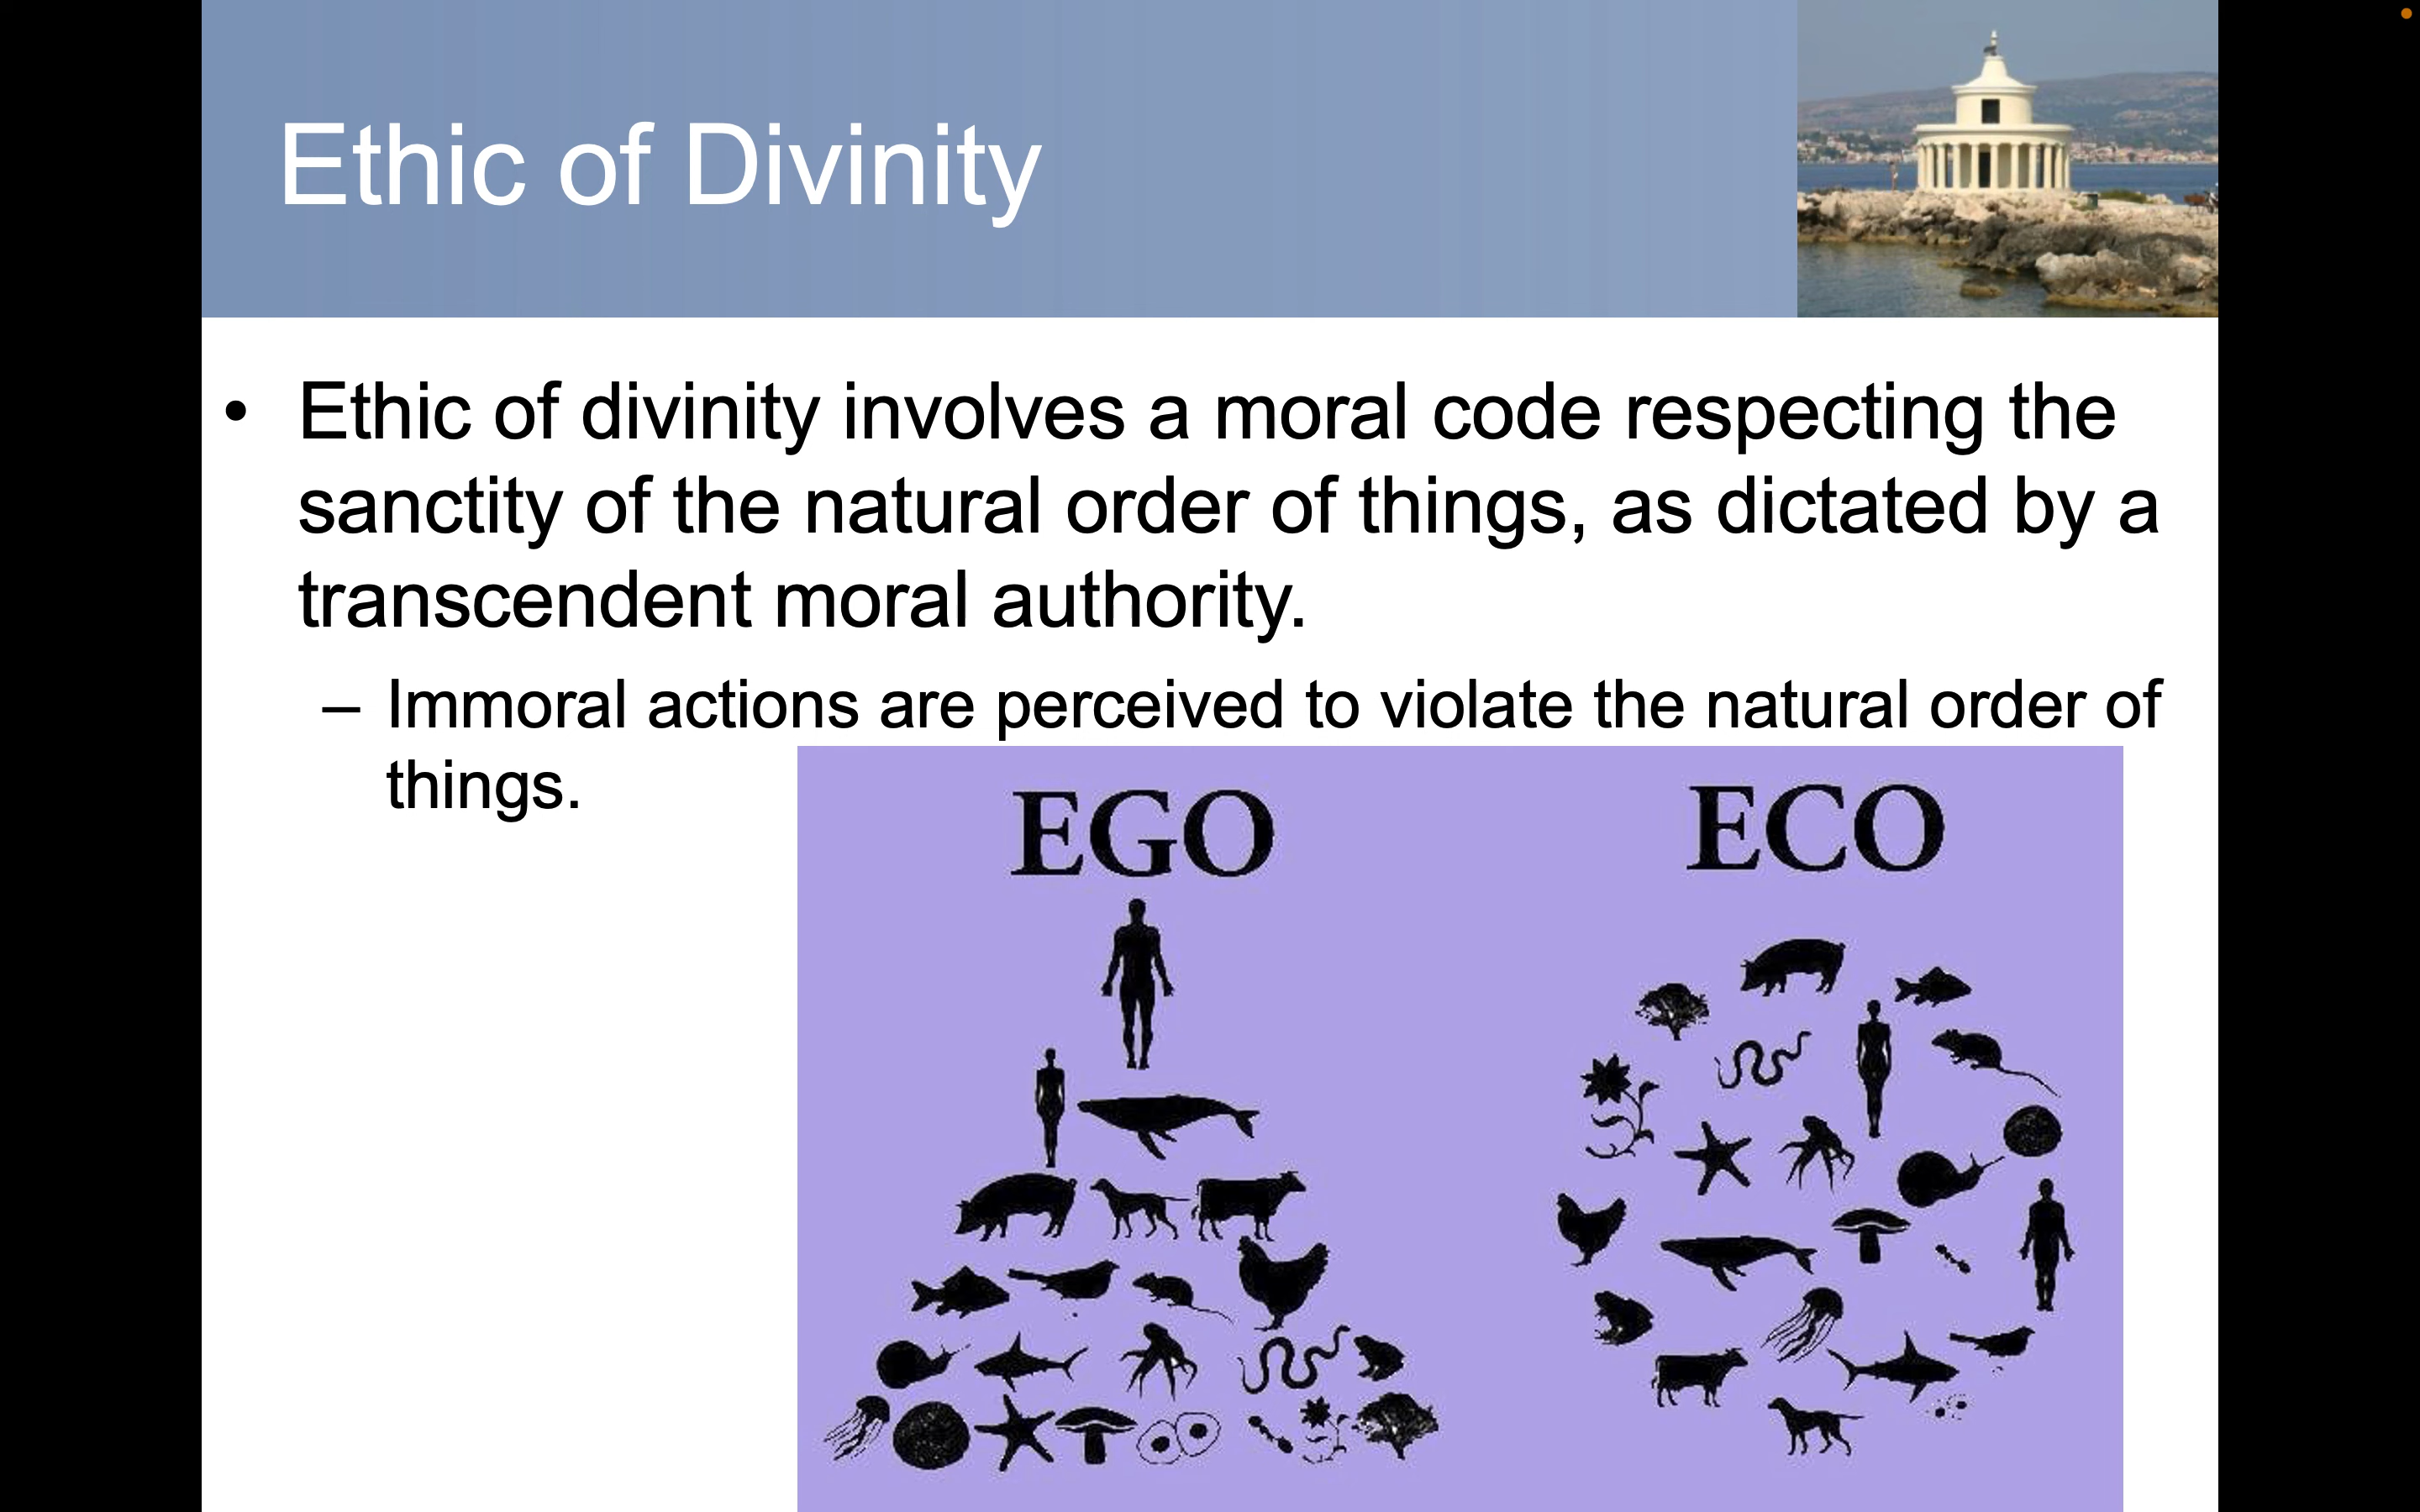 Ethic of Divinity
• Ethic of divinity involves a moral code respecting the
sanctity of the natural order of things, as dictated by a
transcendent moral authority.
– Immoral actions are perceived to violate the natural order of
things.
EGO
ECO